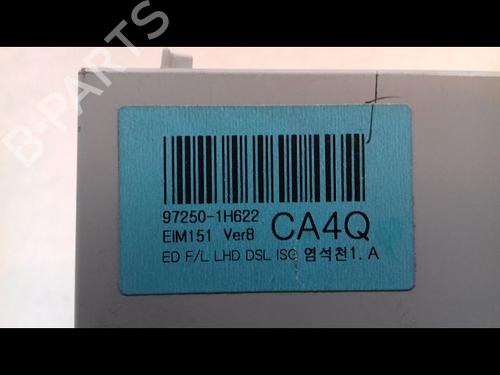 B-PARTS
97250-1H622
EIM151 Ver8 CA4Q
ED F/L LHD DSL ISG 염석천1. A